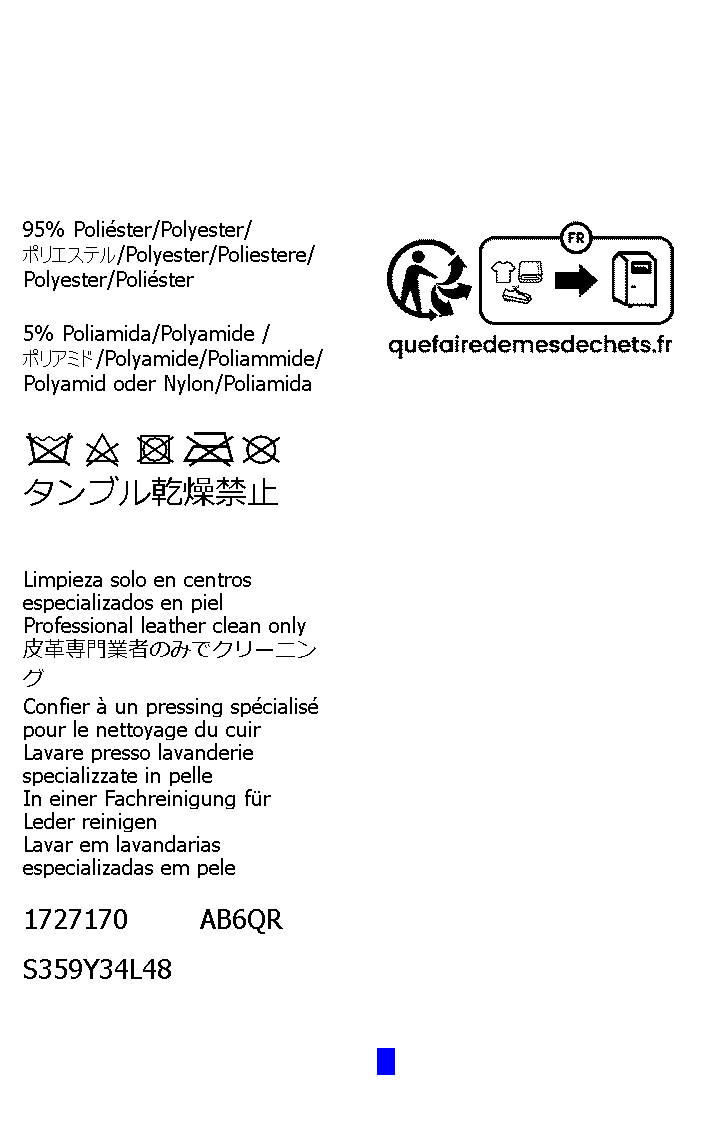 95% Poliéster/Polyester/
ポリエステル/Polyester/Poliestere/
Polyester/Poliéster
5% Poliamida/Polyamide /
ポリアミド/Polyamide/Poliammide/
Polyamid oder Nylon/Poliamida
タンブル乾燥禁止
Limpieza solo en centros
especializados en piel
Professional leather clean only
皮革専門業者のみでクリーニン
グ
Confier à un pressing spécialisé
pour le nettoyage du cuir
Lavare presso lavanderie
specializzate in pelle
In einer Fachreinigung für
Leder reinigen
Lavar em lavandarias
especializadas em pele
1727170 AB6QR
S359Y34L48
FR
quefairedemesdechets.fr